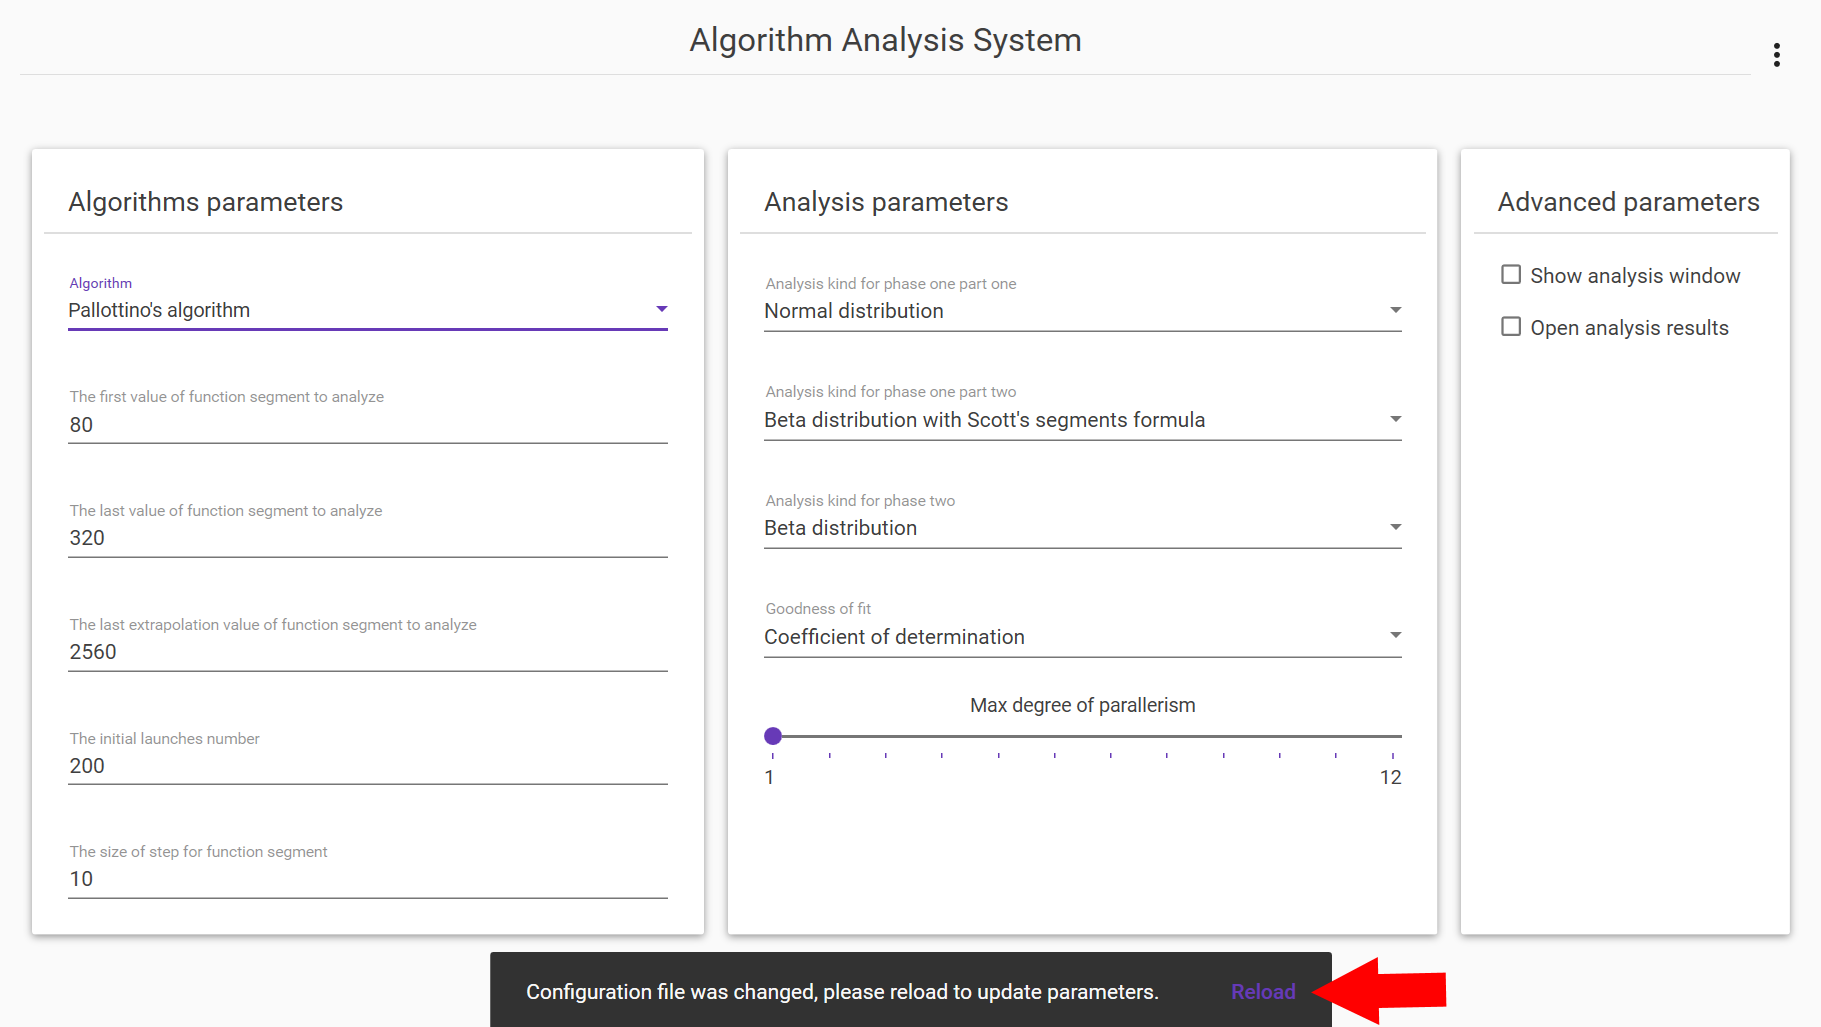 Algorithm Analysis System
Algorithms parameters
Algorithm
Pallottino's algorithm
The first value of function segment to analyze
80
The last value of function segment to analyze
320
The last extrapolation value of function segment to analyze
2560
The initial launches number
200
The size of step for function segment
10
Analysis parameters
Analysis kind for phase one part one
Normal distribution
Analysis kind for phase one part two
Beta distribution with Scott's segments formula
Analysis kind for phase two
Beta distribution
Goodness of fit
Coefficient of determination
Max degree of parallerism
1 12
Advanced parameters
Show analysis window
Open analysis results
Configuration file was changed, please reload to update parameters. Reload